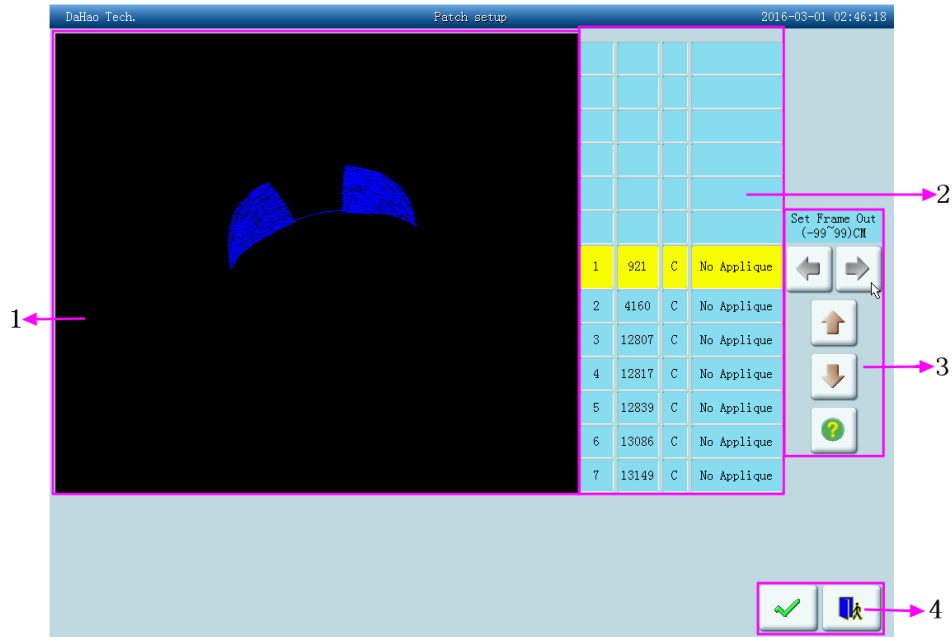 DaHao Tech. Patch setup 2016-03-01 02:46:18
2
Set Frame Out
(-99~99)CM
1 921 C No Applique
1
2 4160 C No Applique
3 12807 C No Applique
3
4 12817 C No Applique
5 12839 C No Applique
6 13086 C No Applique
?
7 13149 C No Applique
4